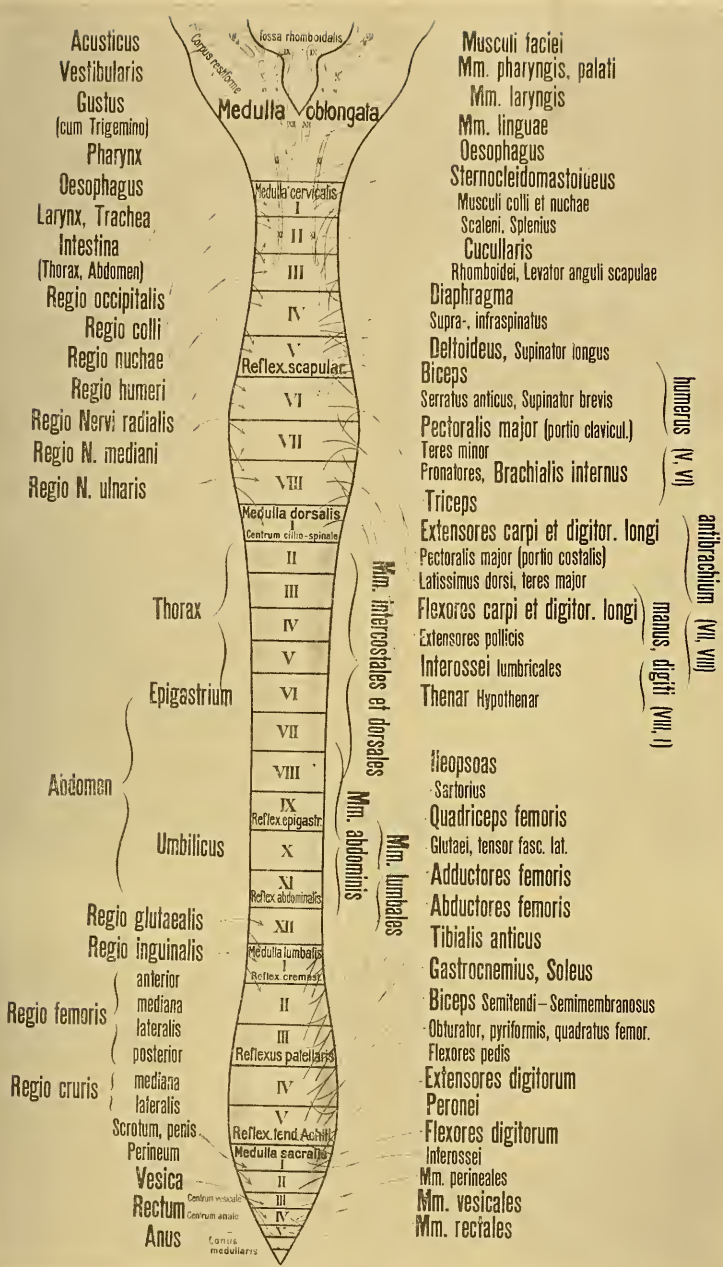 Acusticus
Vestibularis
Gustus
(cum Trigemino)
Pharynx
Oesophagus
Larynx, Trachea
Intestina
(Thorax, Abdomen)
Regio occipitalis
Regio colli
Regio nuchae
Regio humeri
Regio Nervi radialis
Regio N. mediani
Regio N. ulnaris
Thorax
Epigastrium
Abdomen
Umbilicus
Regio glutaealis
Regio inguinalis
Regio femoris
anterior
mediana
lateralis
posterior
Regio cruris
mediana
lateralis
Scrotum, penis
Perineum
Vesica
Rectum
Centrum vesicale
Centrum anale
Anus
Conus
medullaris
Corpus restiforme
fossa rhomboidalis
IX IX
Medulla oblongata
XII XII
Medulla cervicalis
I
II
III
IV
V
Reflex. scapular.
VI
VII
VIII
Medulla dorsalis
I
Centrum cilio-spinale
II
III
IV
V
VI
VII
VIII
IX
Reflex. epigastr.
X
XI
Reflex abdominalis
XII
Medulla lumbalis
I
Reflex. cremast.
II
III
Reflexus patellaris
IV
V
Reflex. tend. Achill.
Medulla sacralis
I
II
III
IV
V
Mm. intercostales et dorsales
Mm. abdominis
Mm. lumbales
Musculi faciei
Mm. pharyngis, palati
Mm. laryngis
Mm. linguae
Oesophagus
Sternocleidomastoideus
Musculi colli et nuchae
Scaleni, Splenius
Cucullaris
Rhomboidei, Levator anguli scapulae
Diaphragma
Supra-, infraspinatus
Deltoideus, Supinator longus
Biceps
Serratus anticus, Supinator brevis
Pectoralis major (portio clavicul.)
Teres minor
Pronatores, Brachialis internus
Triceps
Extensores carpi et digitor. longi
Pectoralis major (portio costalis)
Latissimus dorsi, teres major
Flexores carpi et digitor. longi
Extensores pollicis
Interossei lumbricales
Thenar Hypothenar
humerus (V, VI)
antibrachium (VII, VIII)
manus, digiti (VIII, I)
Ileopsoas
Sartorius
Quadriceps femoris
Glutaei, tensor fasc. lat.
Adductores femoris
Abductores femoris
Tibialis anticus
Gastrocnemius, Soleus
Biceps Semitendi-Semimembranosus
Obturator, pyriformis, quadratus femor.
Flexores pedis
Extensores digitorum
Peronei
Flexores digitorum
Interossei
Mm. perineales
Mm. vesicales
Mm. rectales